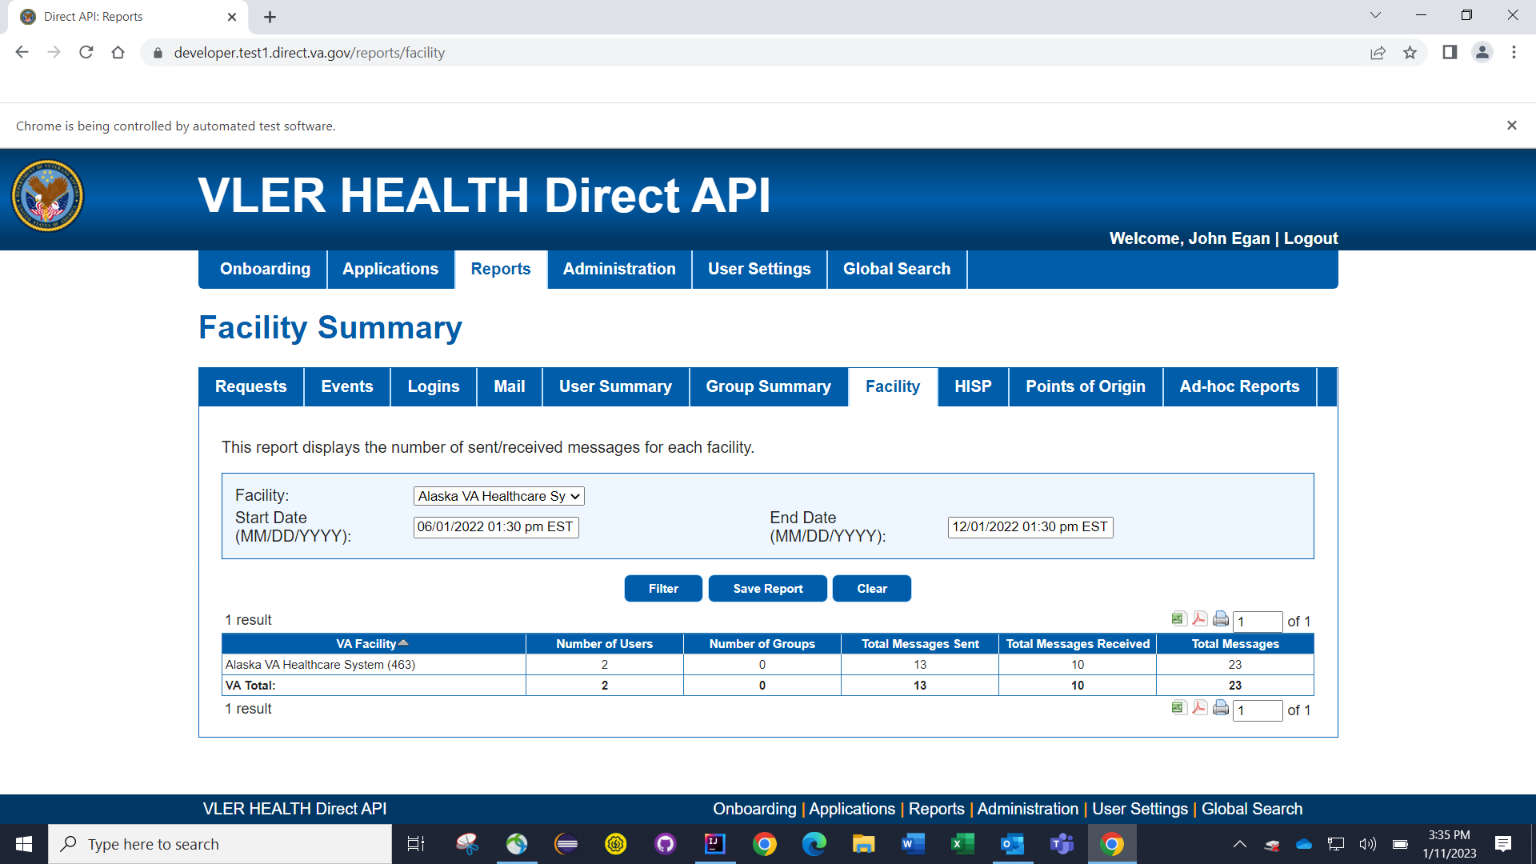 Direct API: Reports
developer.test1.direct.va.gov/reports/facility
Chrome is being controlled by automated test software.
VLER HEALTH Direct API
Welcome, John Egan | Logout
Onboarding Applications Reports Administration User Settings Global Search
Facility Summary
Requests Events Logins Mail User Summary Group Summary Facility HISP Points of Origin Ad-hoc Reports
This report displays the number of sent/received messages for each facility.
Facility: Alaska VA Healthcare Sy
Start Date
(MM/DD/YYYY): 06/01/2022 01:30 pm EST
End Date
(MM/DD/YYYY): 12/01/2022 01:30 pm EST
Filter Save Report Clear
1 result 1 of 1
VA Facility Number of Users Number of Groups Total Messages Sent Total Messages Received Total Messages
Alaska VA Healthcare System (463) 2 0 13 10 23
VA Total: 2 0 13 10 23
1 result 1 of 1
VLER HEALTH Direct API Onboarding | Applications | Reports | Administration | User Settings | Global Search
Type here to search
3:35 PM
1/11/2023